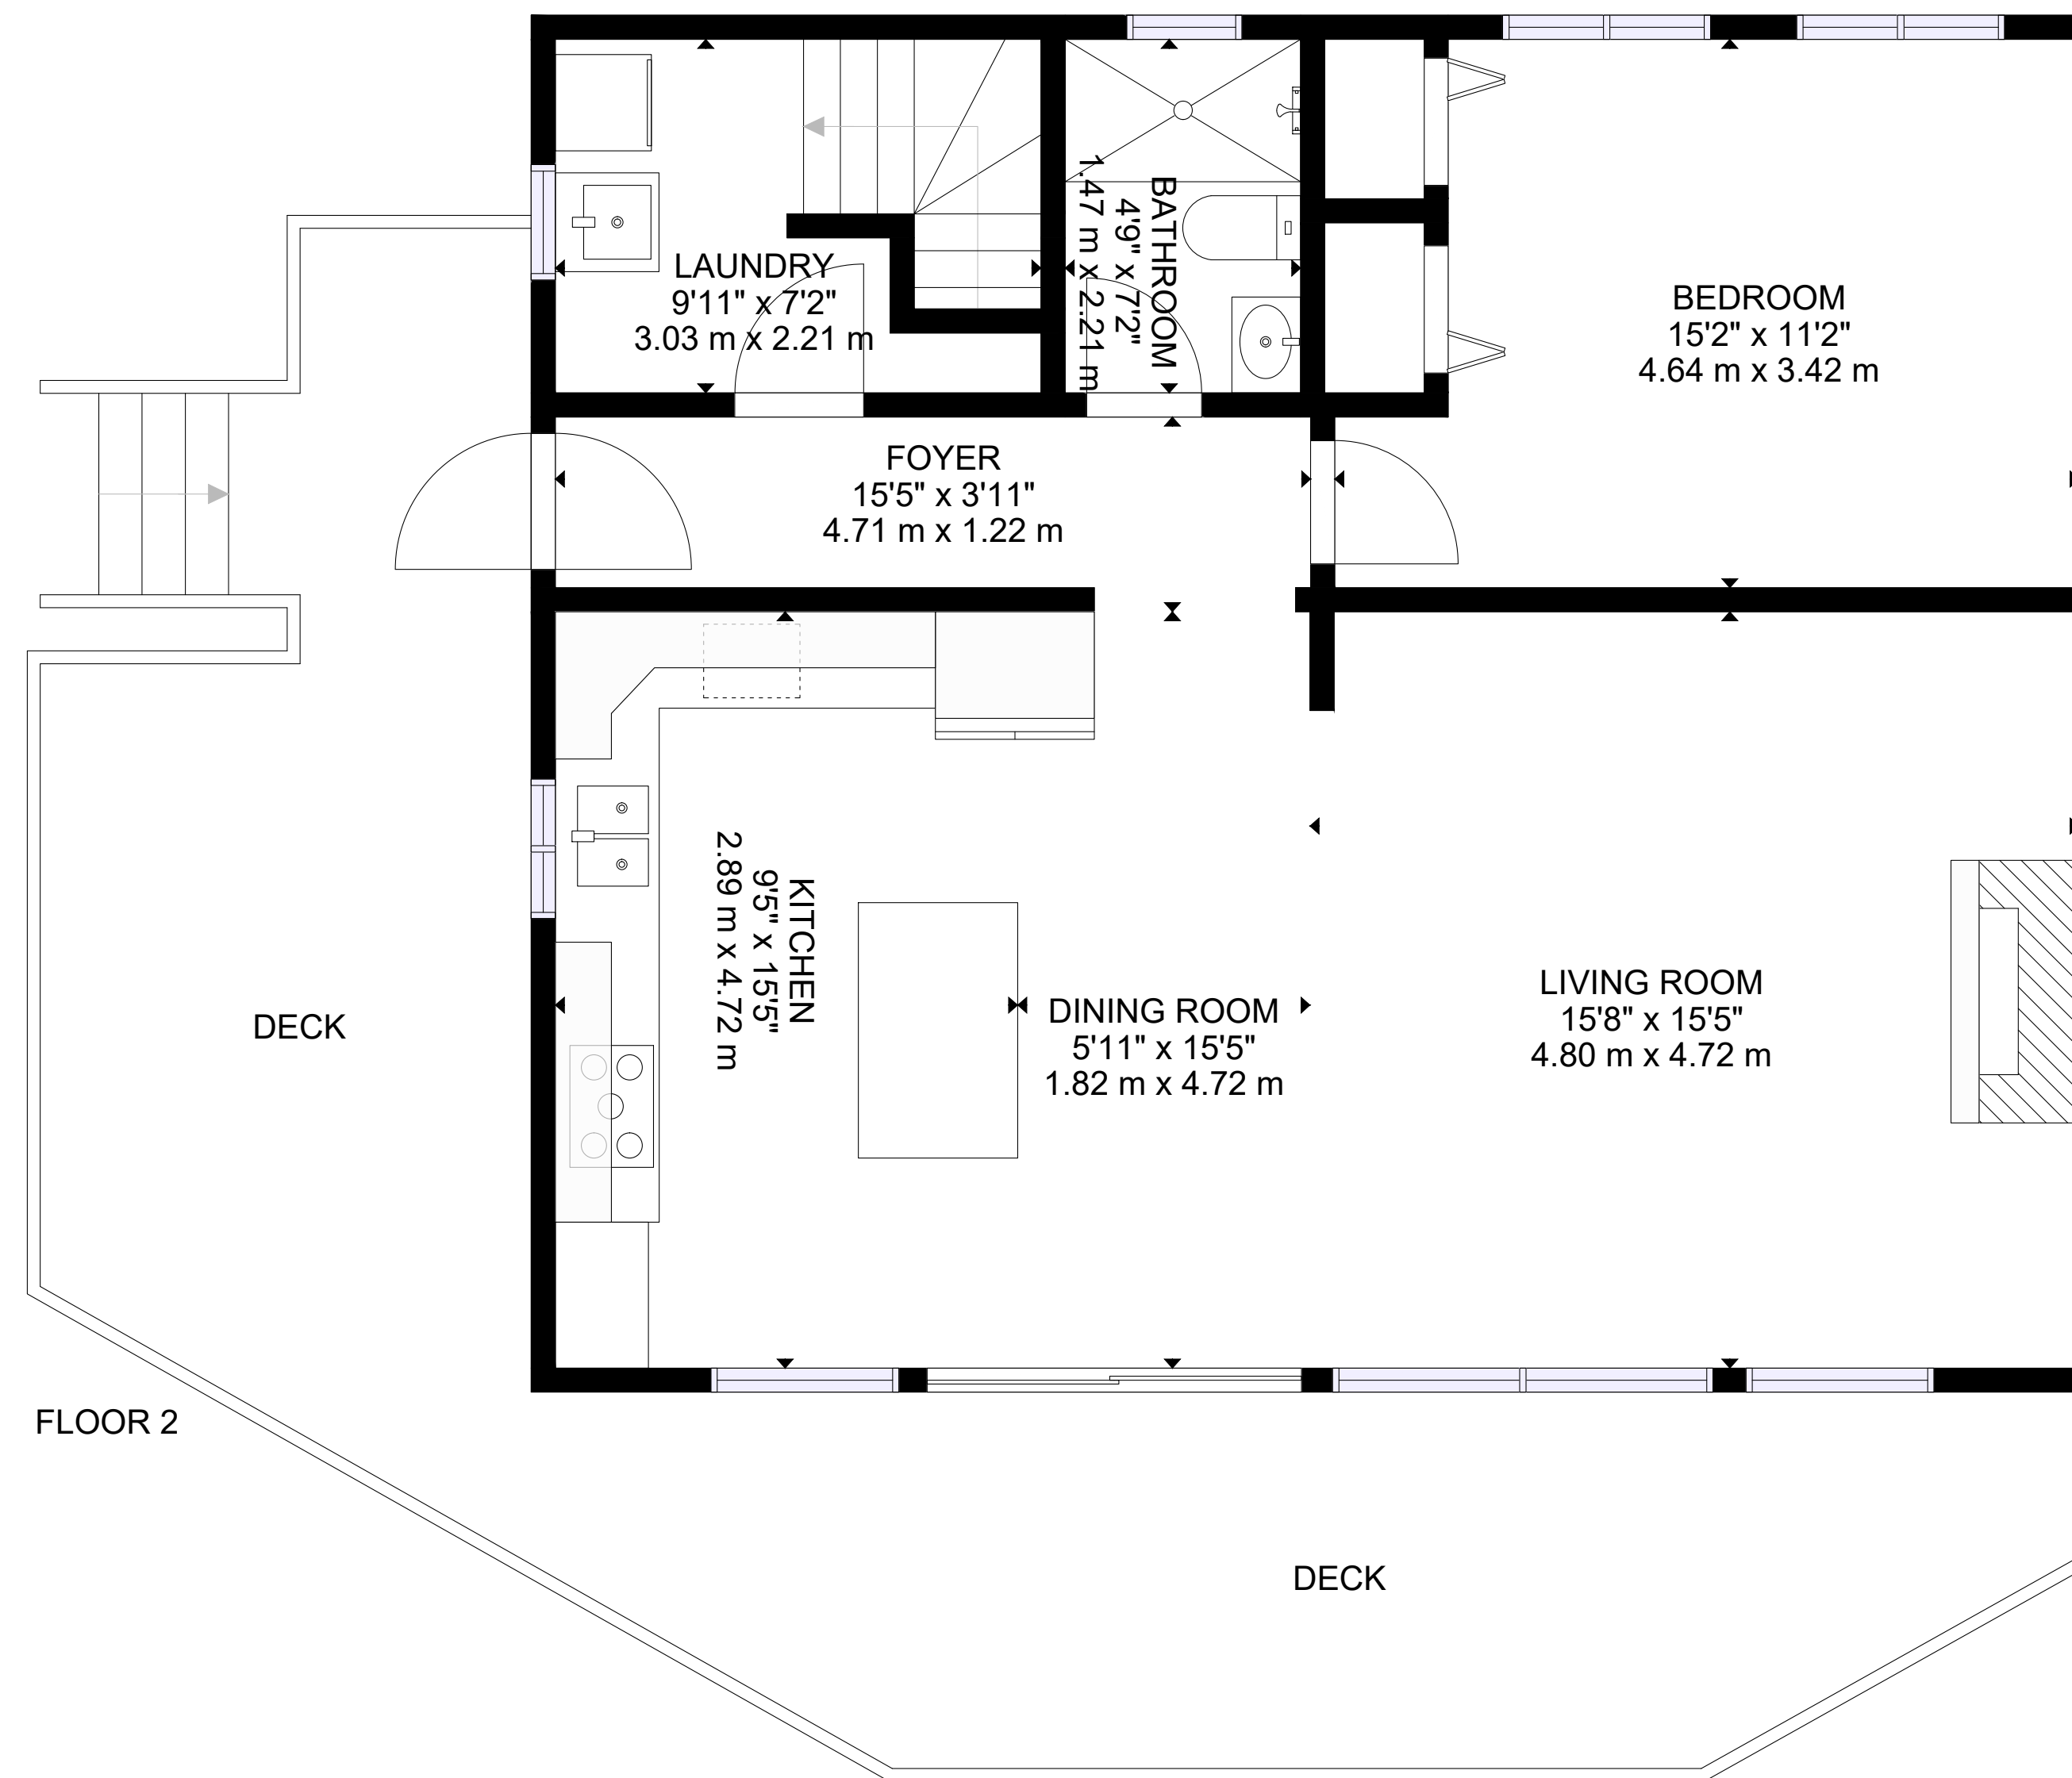 LAUNDRY
9'11" x 7'2"
3.03 m x 2.21 m
BATHROOM
4'9" x 7'2"
1.47 m x 2.21 m
BEDROOM
15'2" x 11'2"
4.64 m x 3.42 m
FOYER
15'5" x 3'11"
4.71 m x 1.22 m
KITCHEN
9'5" x 15'5"
2.89 m x 4.72 m
DINING ROOM
5'11" x 15'5"
1.82 m x 4.72 m
LIVING ROOM
15'8" x 15'5"
4.80 m x 4.72 m
DECK
FLOOR 2
DECK